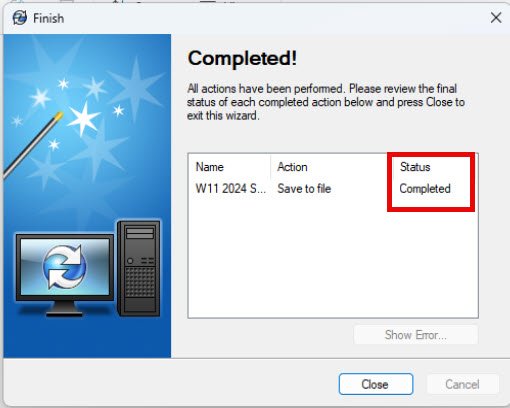 Finish
Completed!
All actions have been performed. Please review the final
status of each completed action below and press Close to
exit this wizard.
Name Action Status
W11 2024 S... Save to file Completed
Show Error...
Close Cancel